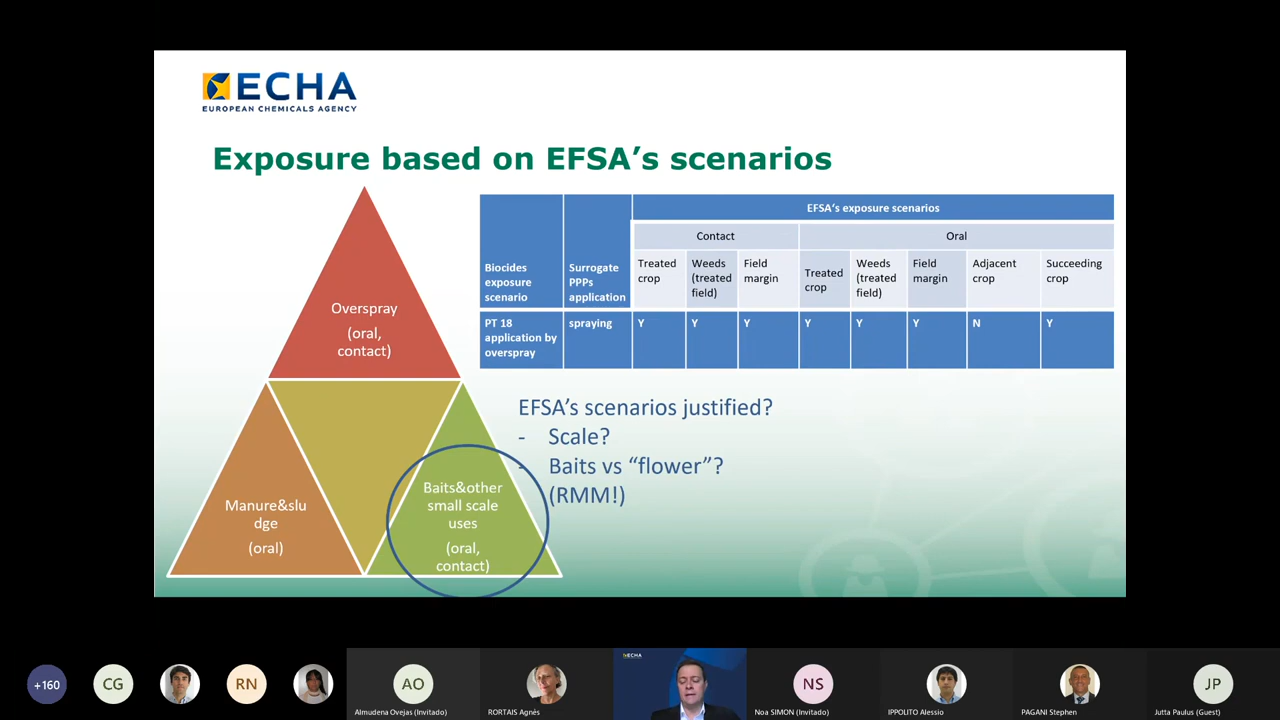 ECHA
EUROPEAN CHEMICALS AGENCY
Exposure based on EFSA's scenarios
Overspray
(oral,
contact)
Manure&slu
dge
(oral)
Baits&other
small scale
uses
(oral,
contact)
EFSA's exposure scenarios
Contact
Oral
Biocides
exposure
scenario
Surrogate
PPPs
application
Treated
crop
Weeds
(treated
field)
Field
margin
Treated
crop
Weeds
(treated
field)
Field
margin
Adjacent
crop
Succeeding
crop
PT 18
application by
overspray
spraying
Y
Y
Y
Y
Y
Y
N
Y
EFSA's scenarios justified?
- Scale?
- Baits vs "flower"?
(RMM!)
+160
CG
RN
AO
Almudena Ovejas (Invitado)
RORTAIS Agnès
ECHA
NS
Noa SIMON (Invitado)
IPPOLITO Alessio
PAGANI Stephen
JP
Jutta Paulus (Guest)